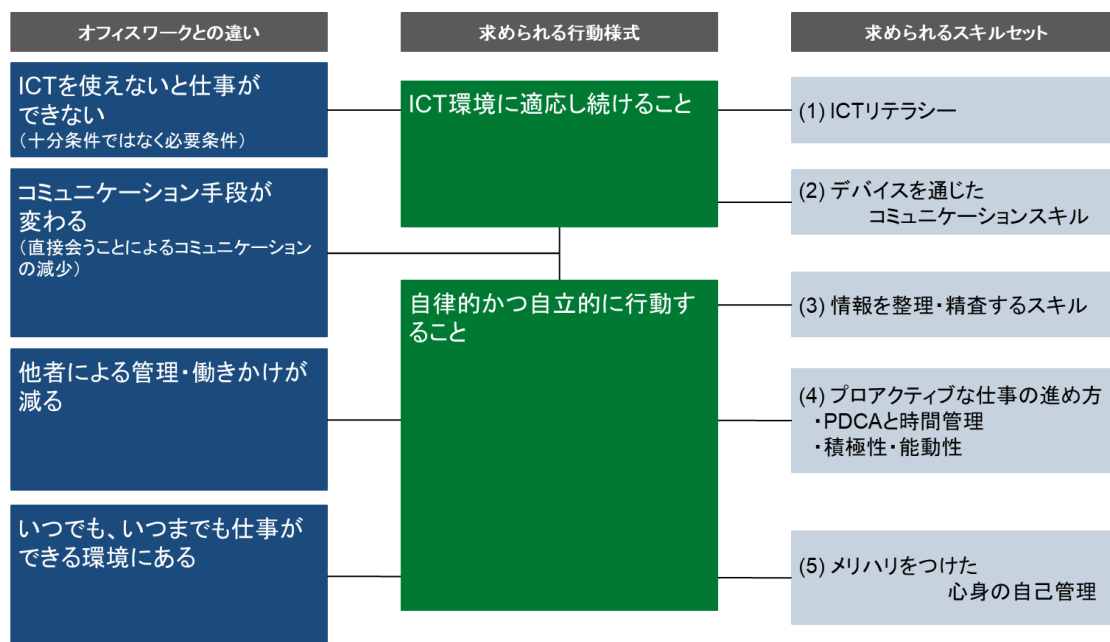 オフィスワークとの違い
求められる行動様式
求められるスキルセット
ICTを使えないと仕事が
できない
（十分条件ではなく必要条件）
コミュニケーション手段が
変わる
（直接会うことによるコミュニケーション
の減少）
他者による管理・働きかけが
減る
いつでも、いつまでも仕事が
できる環境にある
ICT環境に適応し続けること
自律的かつ自立的に行動す
ること
(1) ICTリテラシー
(2) デバイスを通じた
コミュニケーションスキル
(3) 情報を整理・精査するスキル
(4) プロアクティブな仕事の進め方
・PDCAと時間管理
・積極性・能動性
(5) メリハリをつけた
心身の自己管理